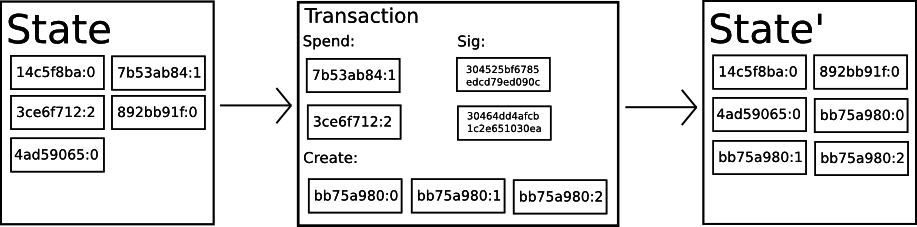 State
14c5f8ba:0
7b53ab84:1
3ce6f712:2
892bb91f:0
4ad59065:0
Transaction
Spend:
Sig:
7b53ab84:1
304525bf6785
edcd79ed090c
3ce6f712:2
30464dd4afcb
1c2e651030ea
Create:
bb75a980:0
bb75a980:1
bb75a980:2
State'
14c5f8ba:0
892bb91f:0
4ad59065:0
bb75a980:0
bb75a980:1
bb75a980:2